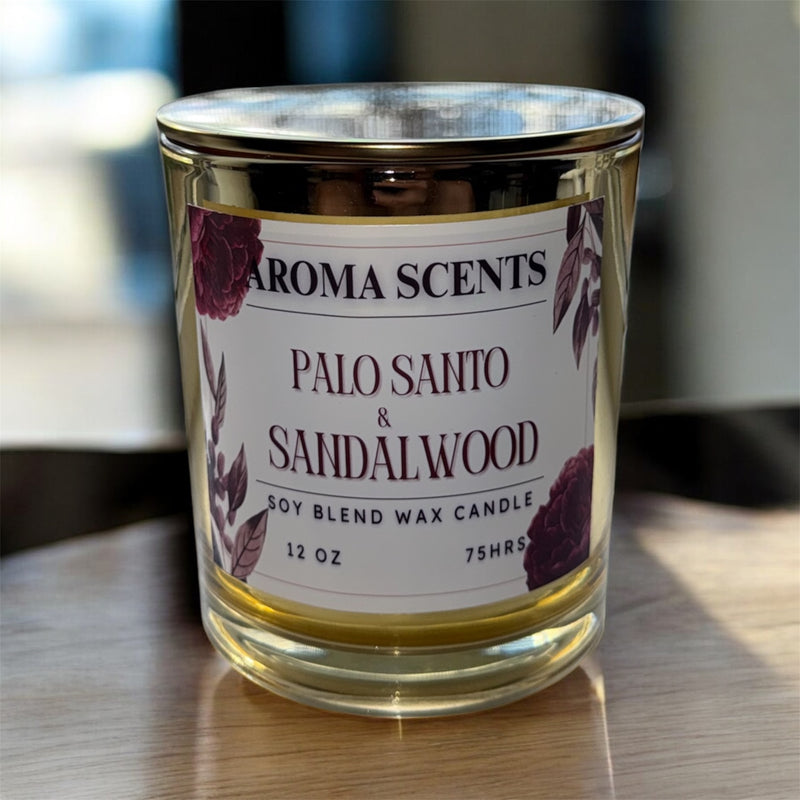 AROMA SCENTS
PALO SANTO
&
SANDALWOOD
SOY BLEND WAX CANDLE
12 OZ 75HRS